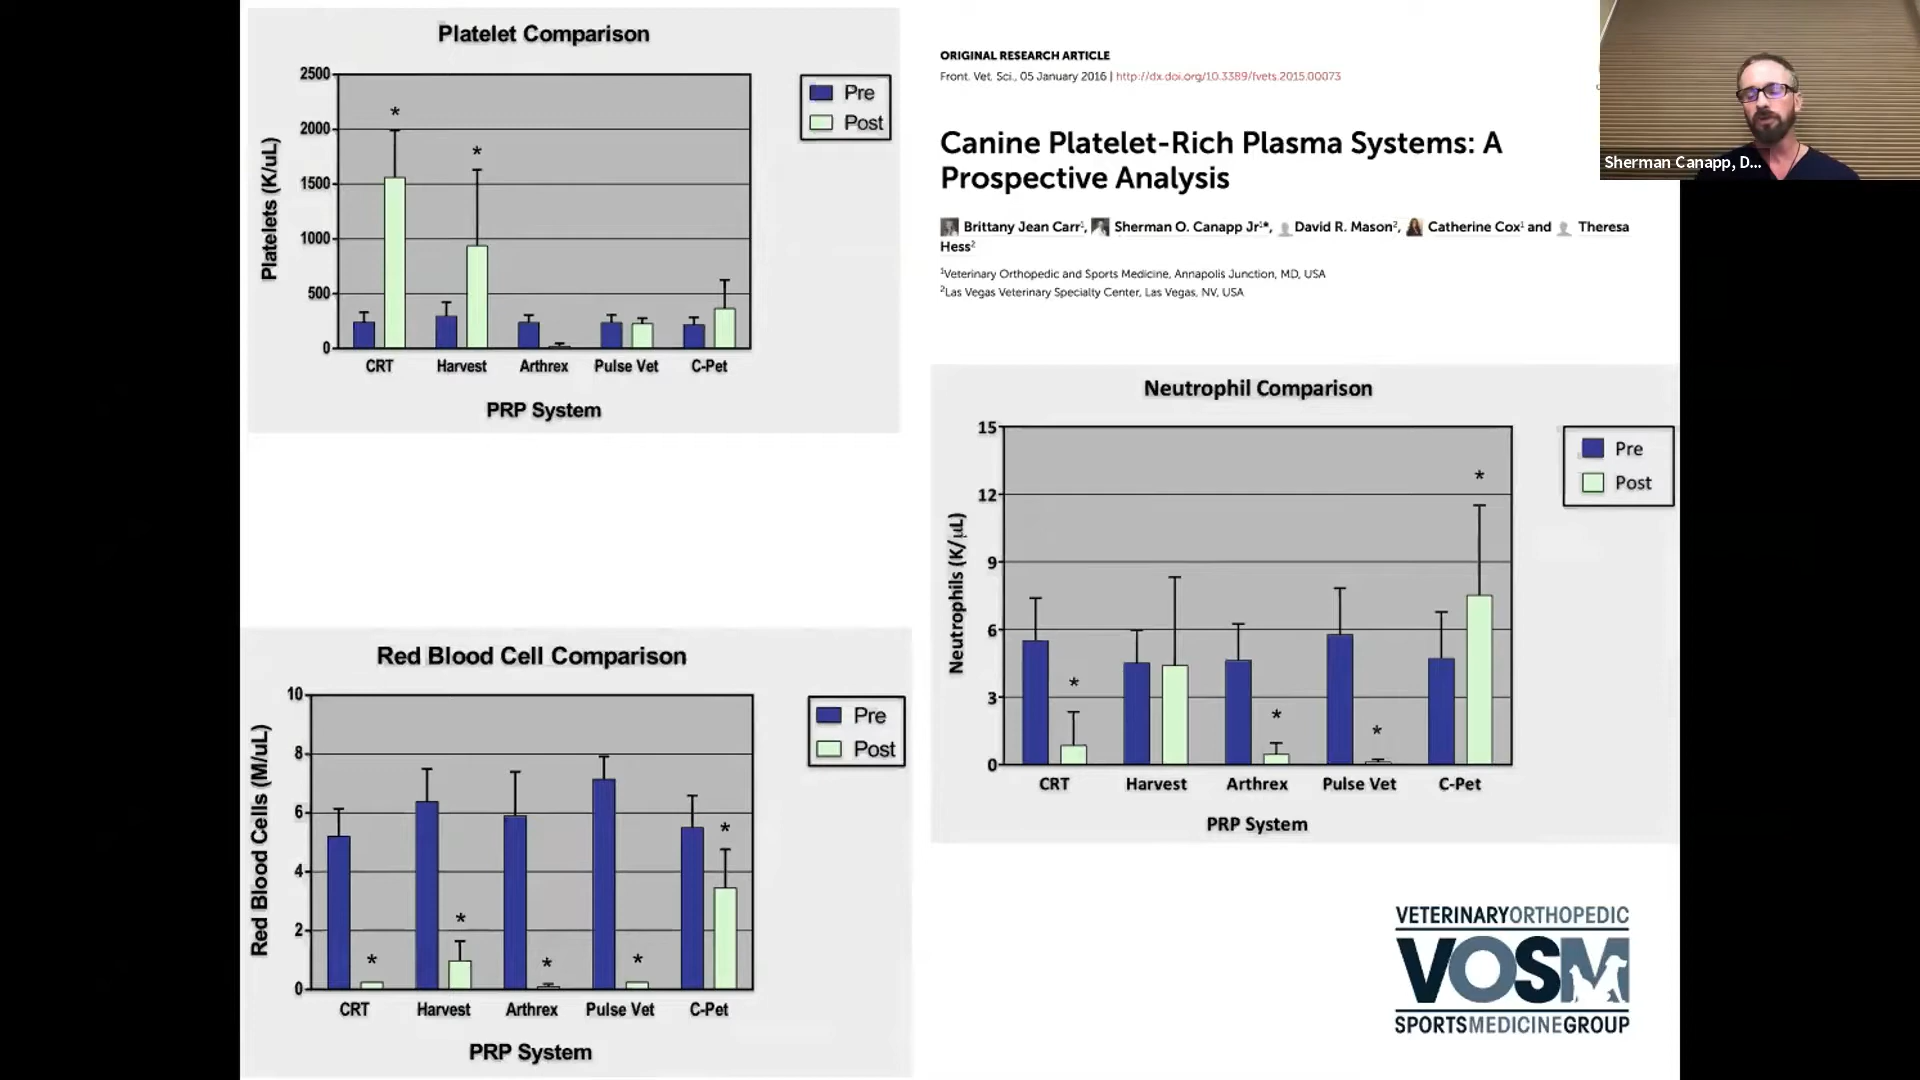 Platelet Comparison
2500
2000
1500
1000
500
0
Platelets (K/uL)
*
*
Pre
Post
CRT Harvest Arthrex Pulse Vet C-Pet
PRP System
ORIGINAL RESEARCH ARTICLE
Front. Vet. Sci., 05 January 2016 | http://dx.doi.org/10.3389/fvets.2015.00073
Canine Platelet-Rich Plasma Systems: A
Prospective Analysis
Brittany Jean Carr¹, Sherman O. Canapp Jr¹*, David R. Mason², Catherine Cox¹ and Theresa
Hess²
¹Veterinary Orthopedic and Sports Medicine, Annapolis Junction, MD, USA
²Las Vegas Veterinary Specialty Center, Las Vegas, NV, USA
Sherman Canapp, D...
Neutrophil Comparison
15
12
9
6
3
0
Neutrophils (K/µL)
*
*
*
*
Pre
Post
CRT Harvest Arthrex Pulse Vet C-Pet
PRP System
Red Blood Cell Comparison
10
8
6
4
2
0
Red Blood Cells (M/uL)
*
*
*
*
*
Pre
Post
CRT Harvest Arthrex Pulse Vet C-Pet
PRP System
VETERINARYORTHOPEDIC
VOSM
SPORTSMEDICINEGROUP